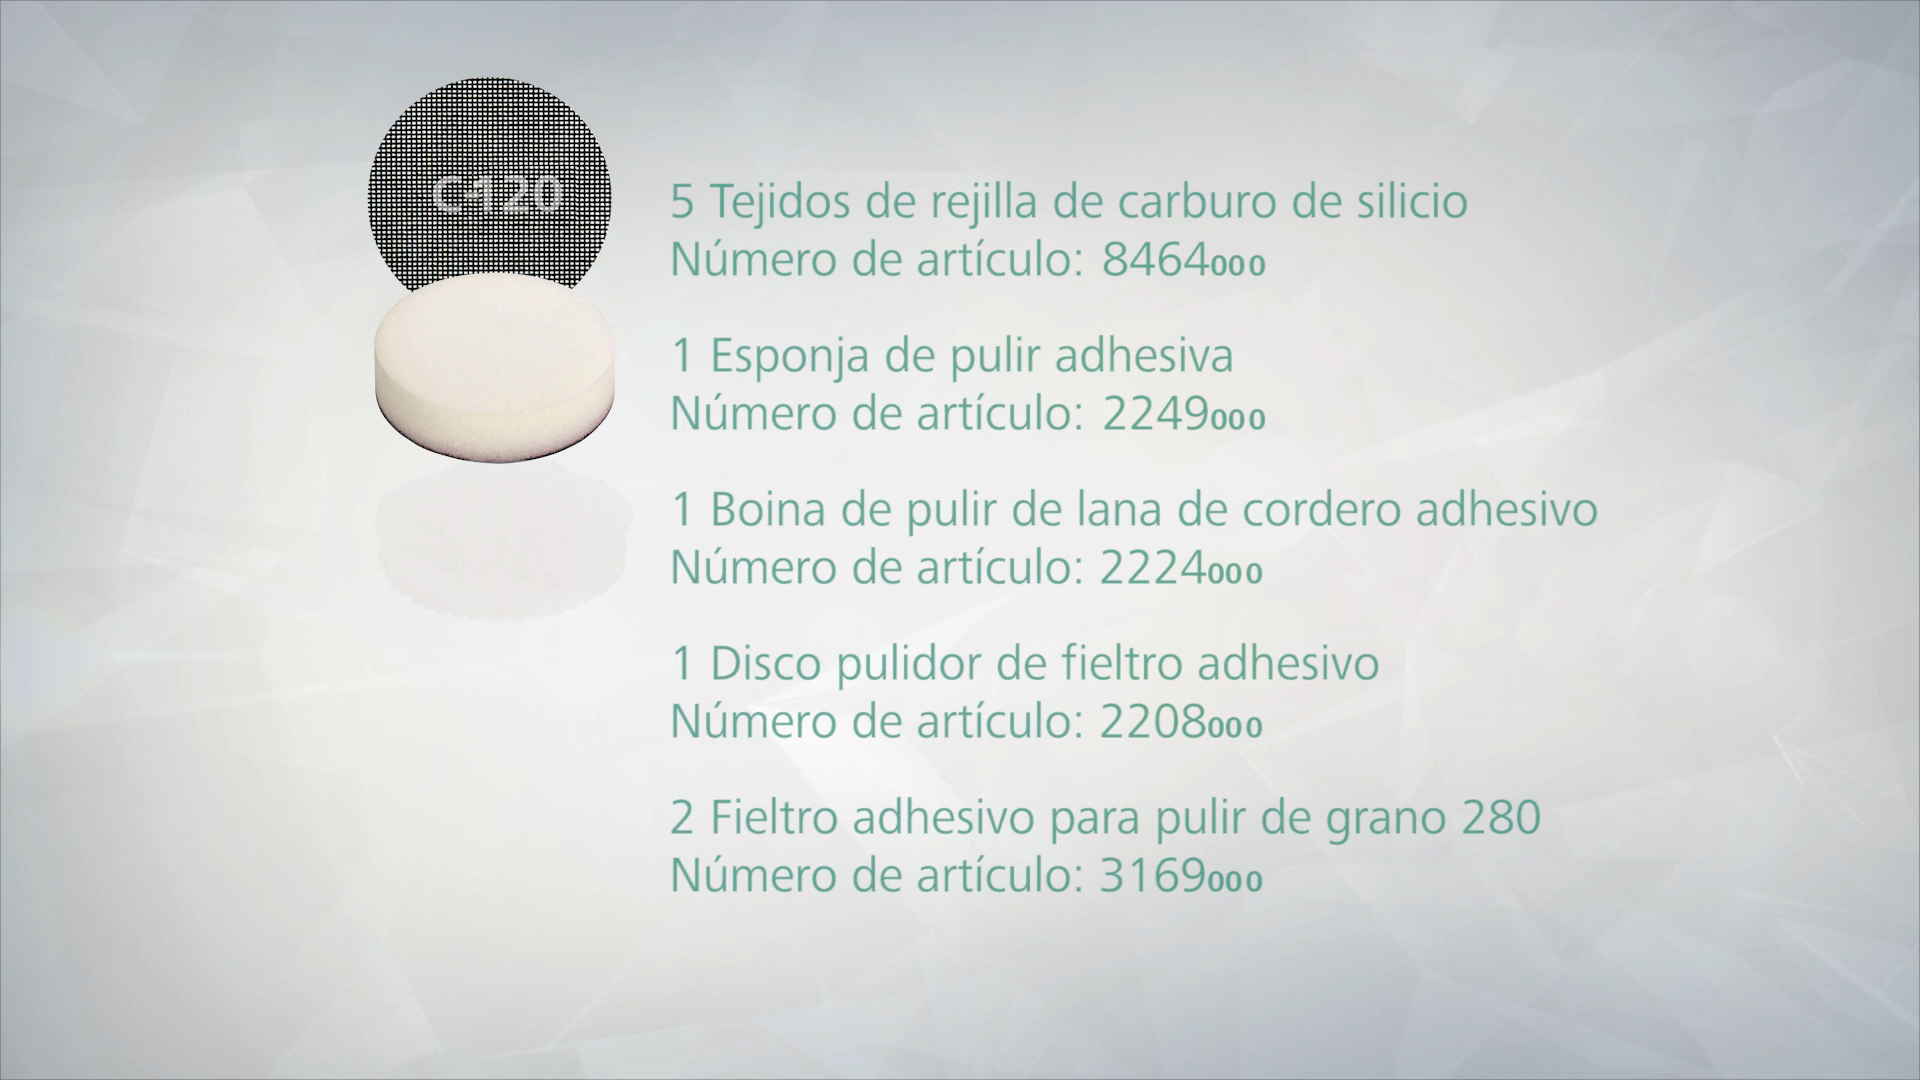 C-120
5 Tejidos de rejilla de carburo de silicio
Número de artículo: 8464000
1 Esponja de pulir adhesiva
Número de artículo: 2249000
1 Boina de pulir de lana de cordero adhesivo
Número de artículo: 2224000
1 Disco pulidor de fieltro adhesivo
Número de artículo: 2208000
2 Fieltro adhesivo para pulir de grano 280
Número de artículo: 3169000